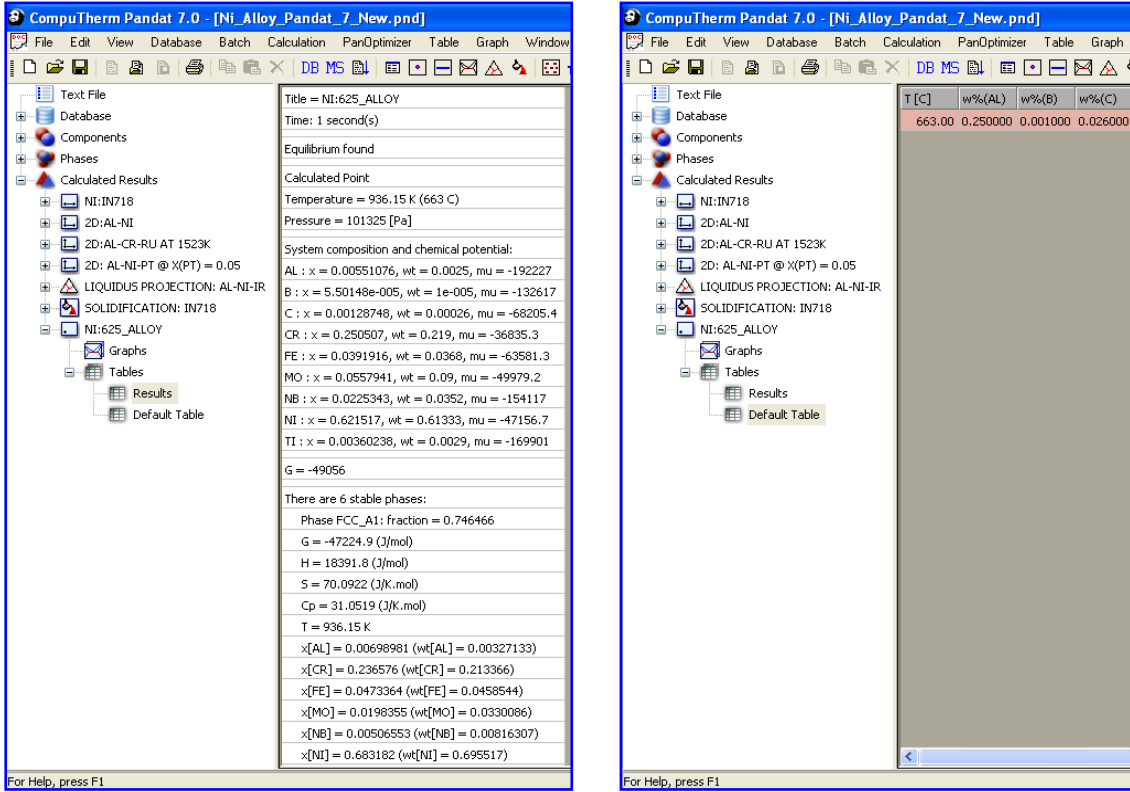 CompuTherm Pandat 7.0 - [Ni_Alloy_Pandat_7_New.pnd]
File Edit View Database Batch Calculation PanOptimizer Table Graph Window
DB MS
Text File
Database
Components
Phases
Calculated Results
NI:IN718
2D:AL-NI
2D:AL-CR-RU AT 1523K
2D: AL-NI-PT @ X(PT) = 0.05
LIQUIDUS PROJECTION: AL-NI-IR
SOLIDIFICATION: IN718
NI:625_ALLOY
Graphs
Tables
Results
Default Table
Title = NI:625_ALLOY
Time: 1 second(s)
Equilibrium found
Calculated Point
Temperature = 936.15 K (663 C)
Pressure = 101325 [Pa]
System composition and chemical potential:
AL : x = 0.00551076, wt = 0.0025, mu = -192227
B : x = 5.50148e-005, wt = 1e-005, mu = -132617
C : x = 0.00128748, wt = 0.00026, mu = -68205.4
CR : x = 0.250507, wt = 0.219, mu = -36835.3
FE : x = 0.0391916, wt = 0.0368, mu = -63581.3
MO : x = 0.0557941, wt = 0.09, mu = -49979.2
NB : x = 0.0225343, wt = 0.0352, mu = -154117
NI : x = 0.621517, wt = 0.61333, mu = -47156.7
TI : x = 0.00360238, wt = 0.0029, mu = -169901
G = -49056
There are 6 stable phases:
Phase FCC_A1: fraction = 0.746466
G = -47224.9 (J/mol)
H = 18391.8 (J/mol)
S = 70.0922 (J/K.mol)
Cp = 31.0519 (J/K.mol)
T = 936.15 K
x[AL] = 0.00698981 (wt[AL] = 0.00327133)
x[CR] = 0.236576 (wt[CR] = 0.213366)
x[FE] = 0.0473364 (wt[FE] = 0.0458544)
x[MO] = 0.0198355 (wt[MO] = 0.0330086)
x[NB] = 0.00506553 (wt[NB] = 0.00816307)
x[NI] = 0.683182 (wt[NI] = 0.695517)
For Help, press F1
CompuTherm Pandat 7.0 - [Ni_Alloy_Pandat_7_New.pnd]
File Edit View Database Batch Calculation PanOptimizer Table Graph
DB MS
Text File
Database
Components
Phases
Calculated Results
NI:IN718
2D:AL-NI
2D:AL-CR-RU AT 1523K
2D: AL-NI-PT @ X(PT) = 0.05
LIQUIDUS PROJECTION: AL-NI-IR
SOLIDIFICATION: IN718
NI:625_ALLOY
Graphs
Tables
Results
Default Table
T [C] w%(AL) w%(B) w%(C)
663.00 0.250000 0.001000 0.026000
For Help, press F1